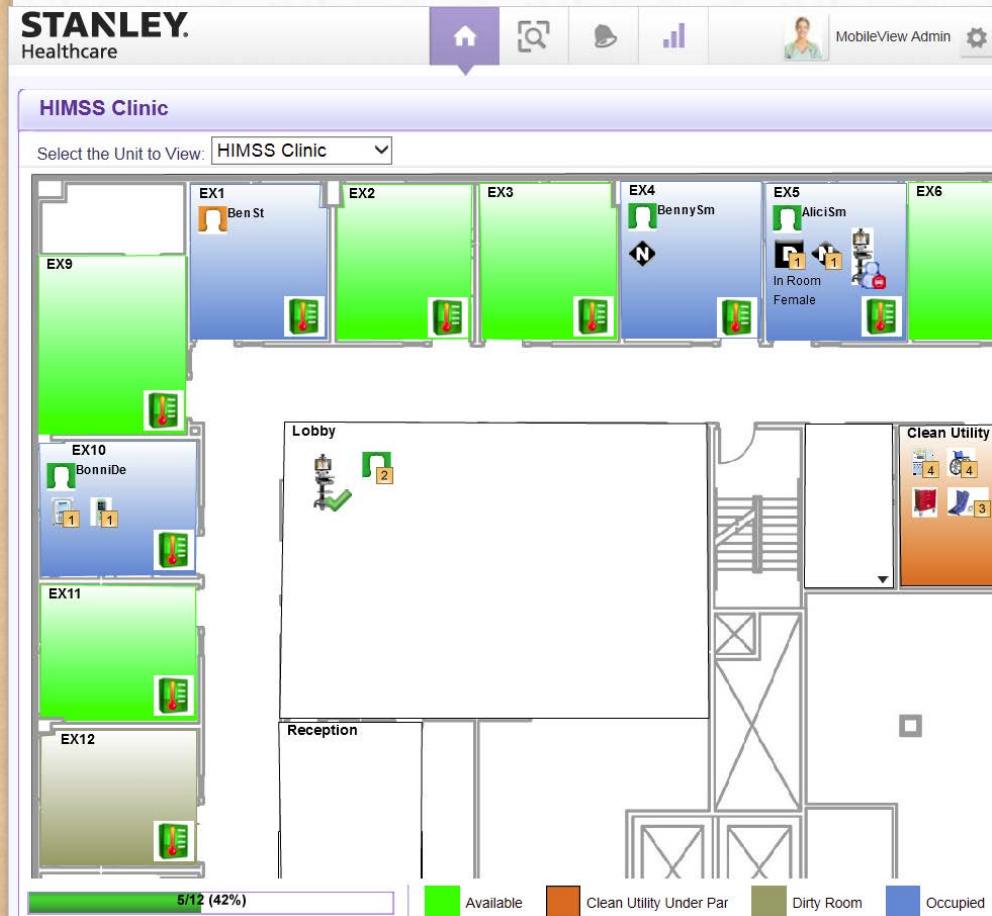 STANLEY.
Healthcare
MobileView Admin
HIMSS Clinic
Select the Unit to View: HIMSS Clinic
EX1
Ben St
EX2
EX3
EX4
BennySm
N
EX5
AliciSm
1
1
In Room
Female
EX6
EX9
EX10
BonniDe
1
1
Lobby
2
Clean Utility
4
4
3
EX11
EX12
Reception
5/12 (42%)
Available
Clean Utility Under Par
Dirty Room
Occupied